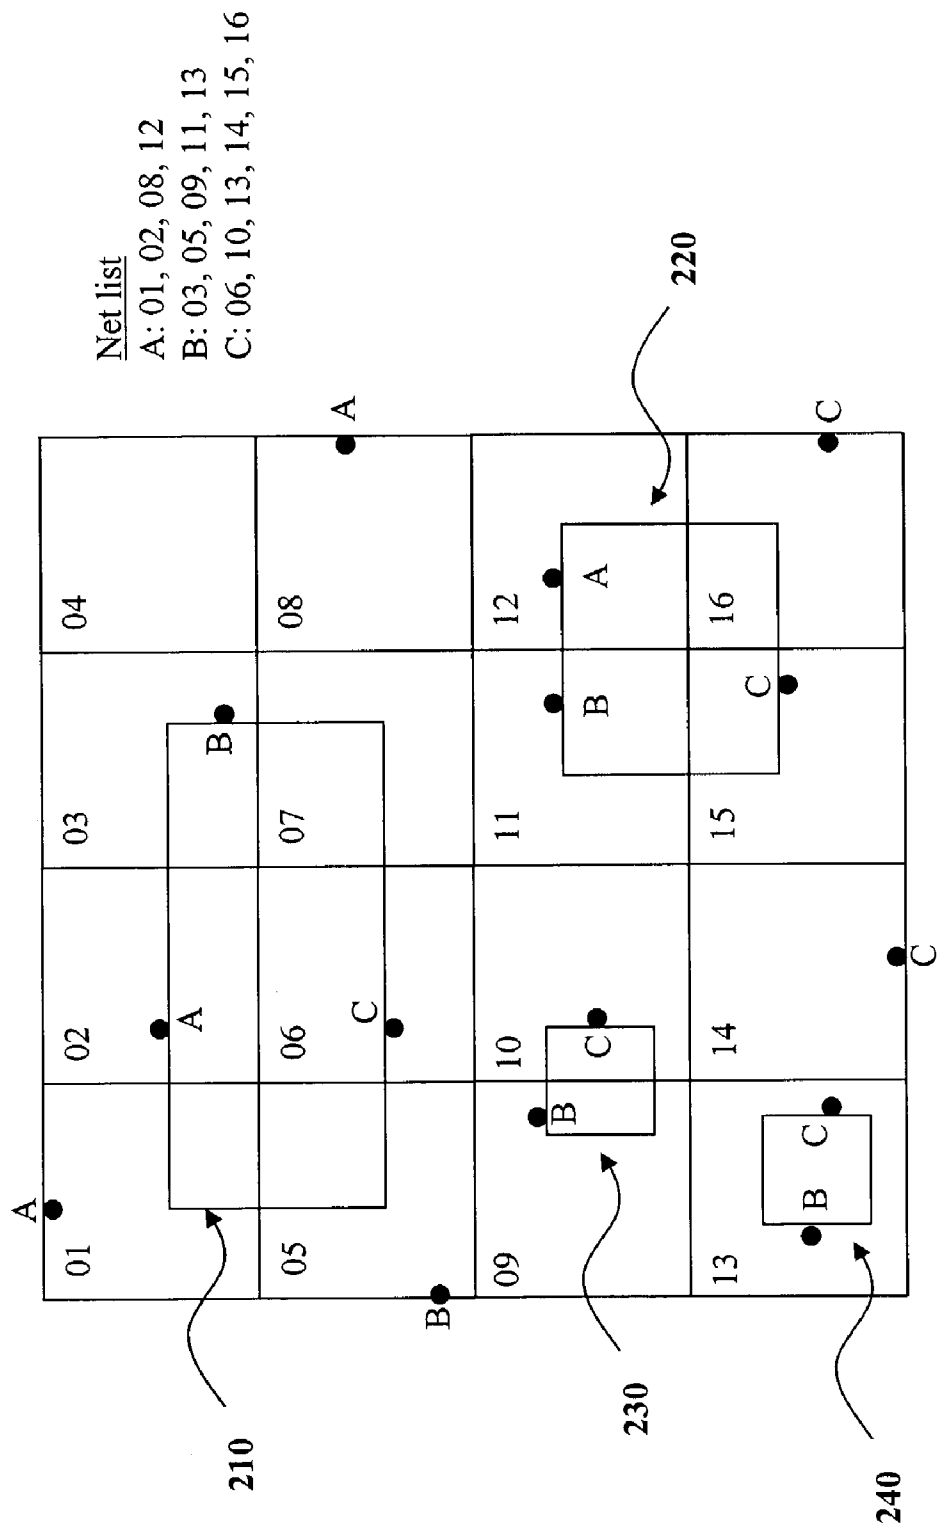 A
01 02 03 04
Net list
A: 01, 02, 08, 12
B: 03, 05, 09, 11, 13
C: 06, 10, 13, 14, 15, 16
A
B
210
05 06 07 08
A
C
B
09 10 11 12
B
C
B
A
230
220
13 14 15 16
C
B
C
C
240
C